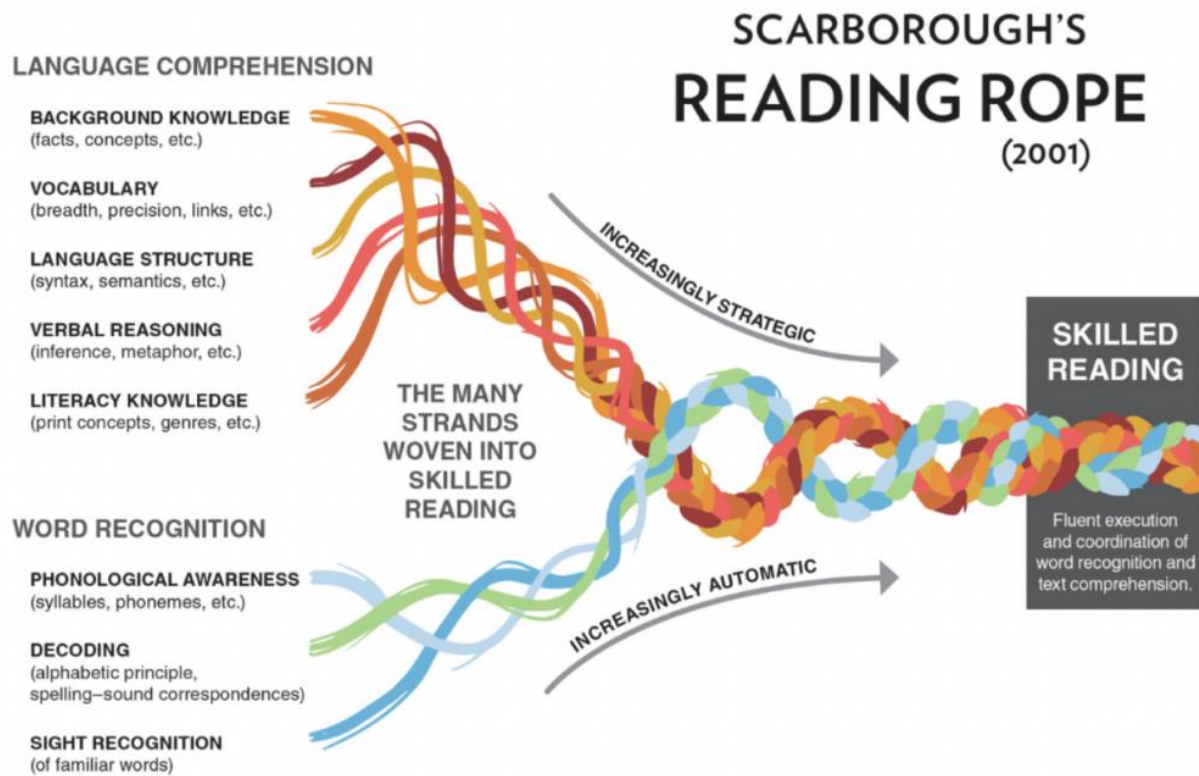 SCARBOROUGH'S
READING ROPE
(2001)
LANGUAGE COMPREHENSION
BACKGROUND KNOWLEDGE
(facts, concepts, etc.)
VOCABULARY
(breadth, precision, links, etc.)
LANGUAGE STRUCTURE
(syntax, semantics, etc.)
VERBAL REASONING
(inference, metaphor, etc.)
LITERACY KNOWLEDGE
(print concepts, genres, etc.)
THE MANY
STRANDS
WOVEN INTO
SKILLED
READING
WORD RECOGNITION
PHONOLOGICAL AWARENESS
(syllables, phonemes, etc.)
DECODING
(alphabetic principle,
spelling–sound correspondences)
SIGHT RECOGNITION
(of familiar words)
INCREASINGLY STRATEGIC
INCREASINGLY AUTOMATIC
SKILLED
READING
Fluent execution
and coordination of
word recognition and
text comprehension.